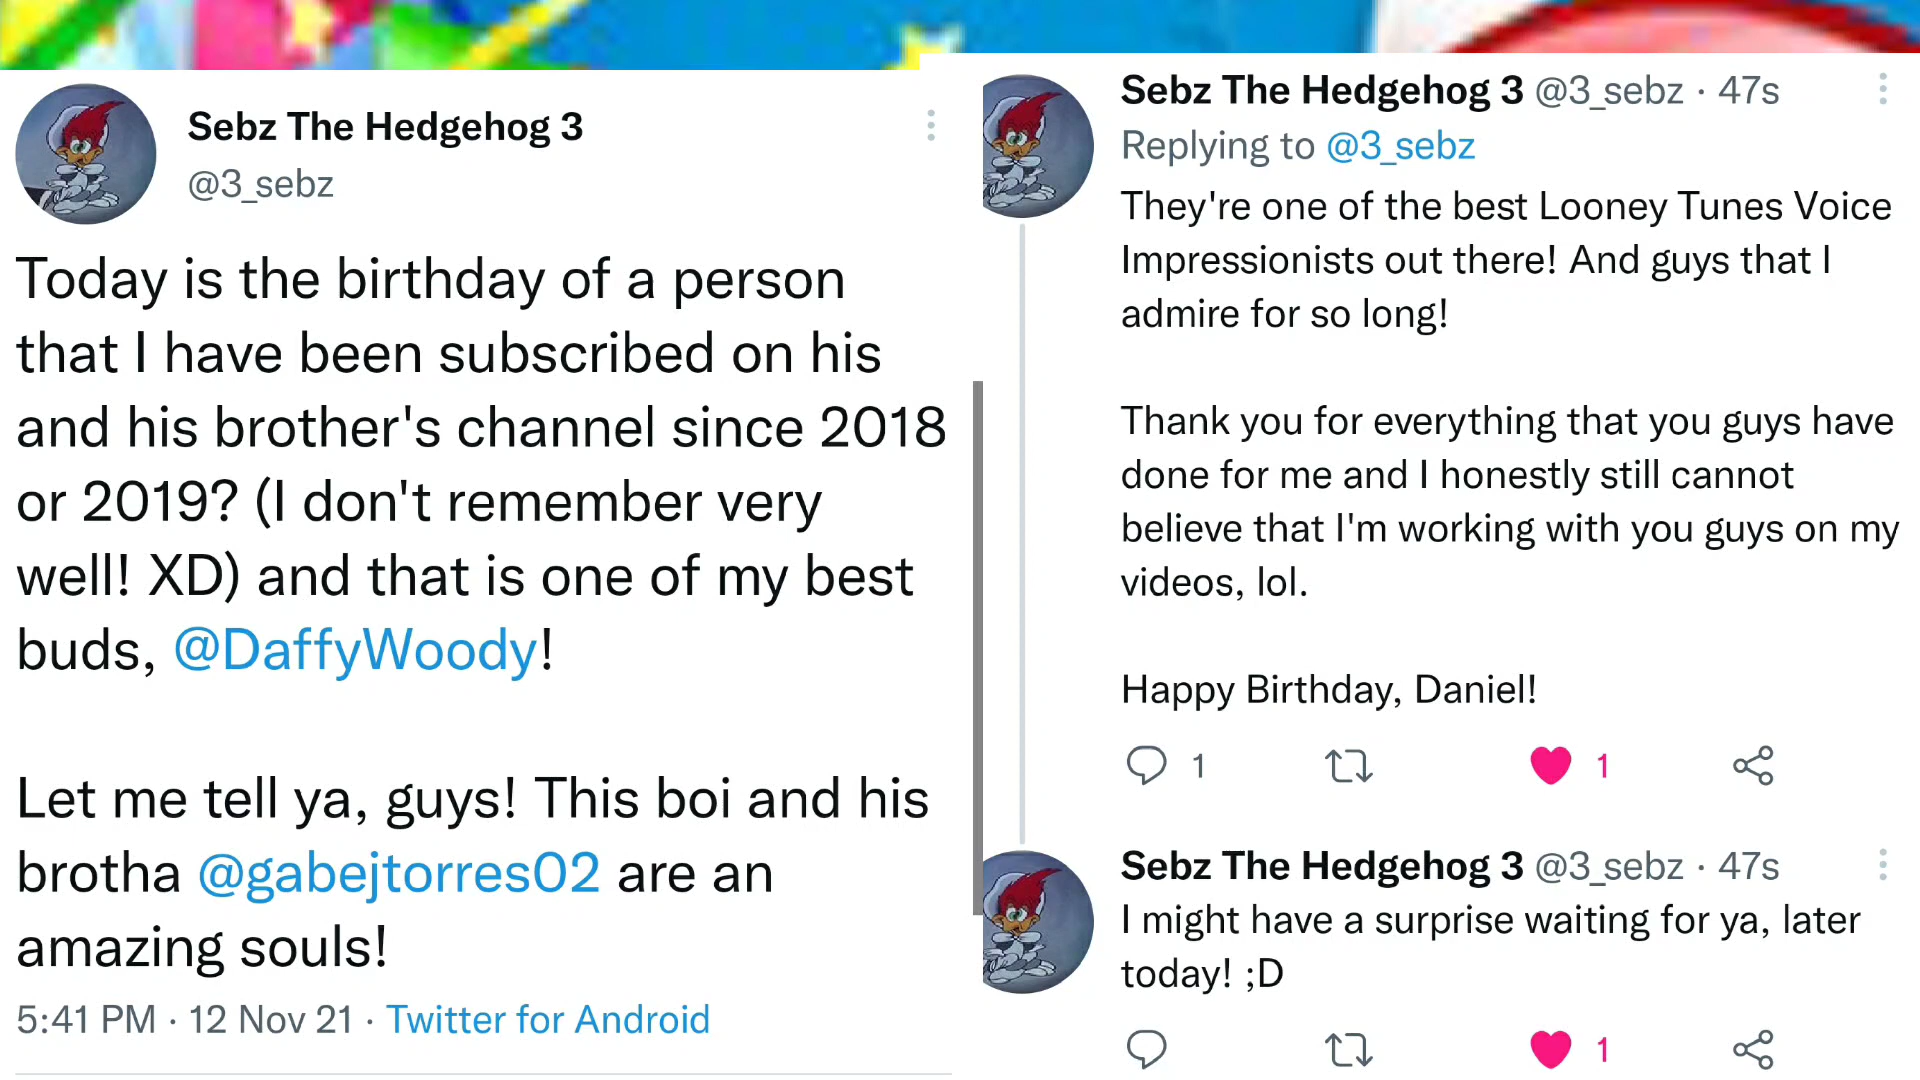 Sebz The Hedgehog 3
@3_sebz
Today is the birthday of a person
that I have been subscribed on his
and his brother's channel since 2018
or 2019? (I don't remember very
well! XD) and that is one of my best
buds, @DaffyWoody!
Let me tell ya, guys! This boi and his
brotha @gabejtorres02 are an
amazing souls!
5:41 PM · 12 Nov 21 · Twitter for Android
Sebz The Hedgehog 3 @3_sebz · 47s
Replying to @3_sebz
They're one of the best Looney Tunes Voice
Impressionists out there! And guys that I
admire for so long!
Thank you for everything that you guys have
done for me and I honestly still cannot
believe that I'm working with you guys on my
videos, lol.
Happy Birthday, Daniel!
1 1
Sebz The Hedgehog 3 @3_sebz · 47s
I might have a surprise waiting for ya, later
today! ;D
1